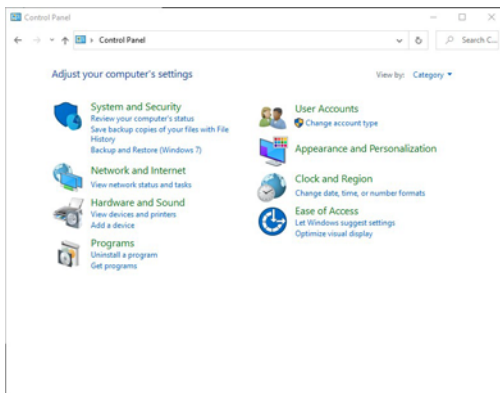 Control Panel
Control Panel
Search C...
Adjust your computer's settings
View by: Category
System and Security
Review your computer's status
Save backup copies of your files with File
History
Backup and Restore (Windows 7)
Network and Internet
View network status and tasks
Hardware and Sound
View devices and printers
Add a device
Programs
Uninstall a program
Get programs
User Accounts
Change account type
Appearance and Personalization
Clock and Region
Change date, time, or number formats
Ease of Access
Let Windows suggest settings
Optimize visual display